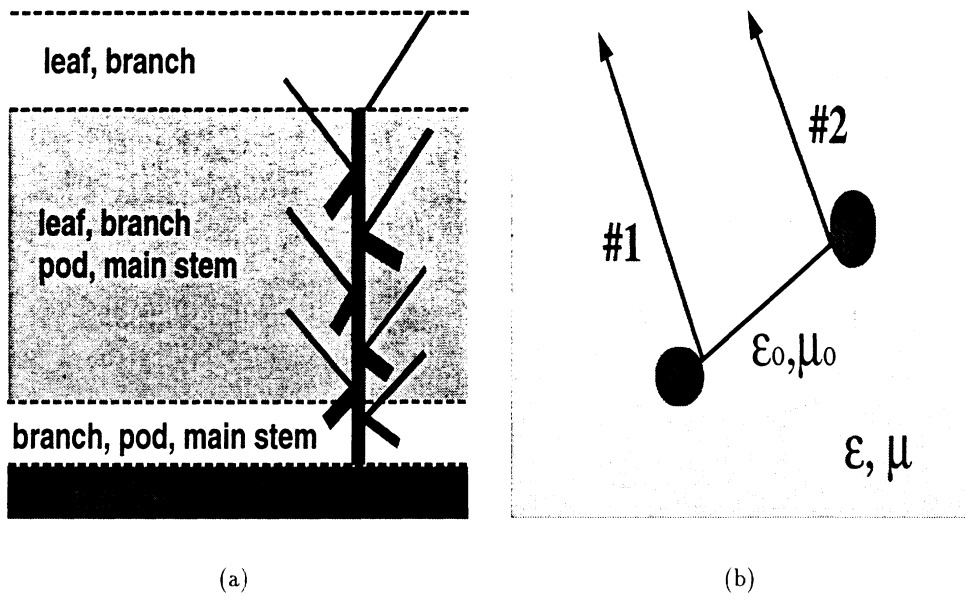 leaf, branch
leaf, branch
pod, main stem
branch, pod, main stem
#1
#2
ε₀,μ₀
ε, μ
(a)
(b)